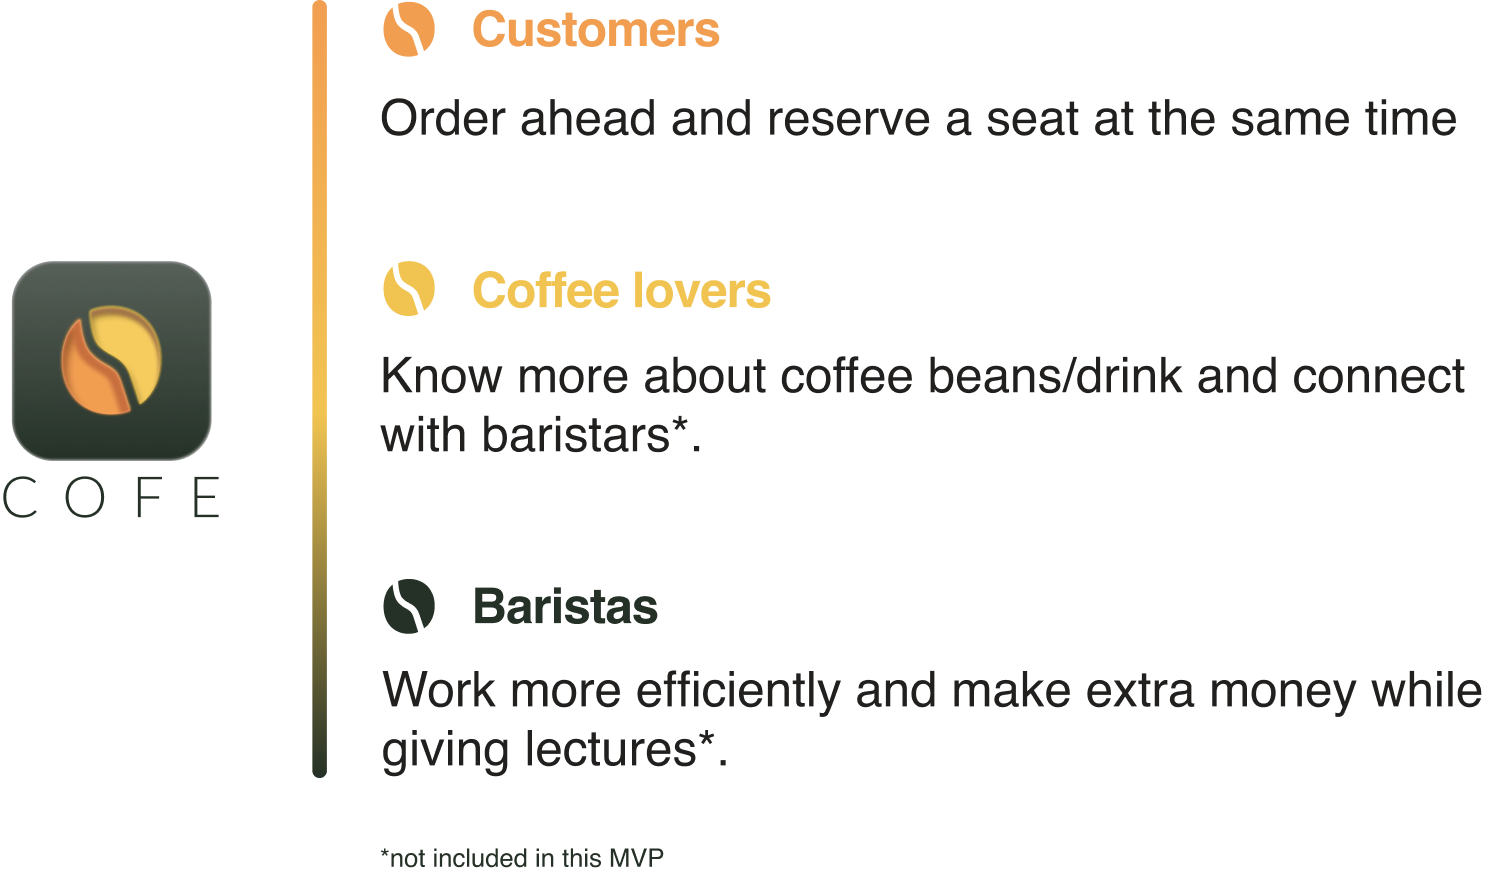 Customers
Order ahead and reserve a seat at the same time
Coffee lovers
Know more about coffee beans/drink and connect
with baristars*.
COFE
Baristas
Work more efficiently and make extra money while
giving lectures*.
*not included in this MVP